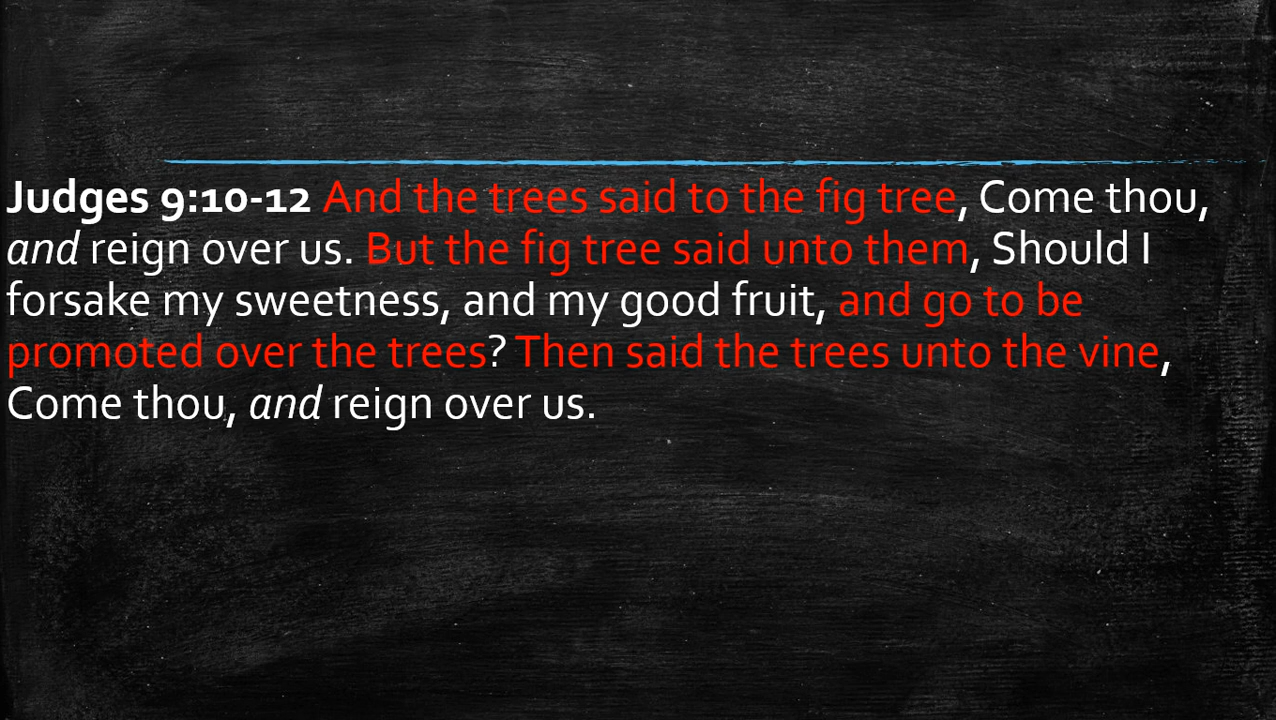 Judges 9:10-12 And the trees said to the fig tree, Come thou,
and reign over us. But the fig tree said unto them, Should I
forsake my sweetness, and my good fruit, and go to be
promoted over the trees? Then said the trees unto the vine,
Come thou, and reign over us.